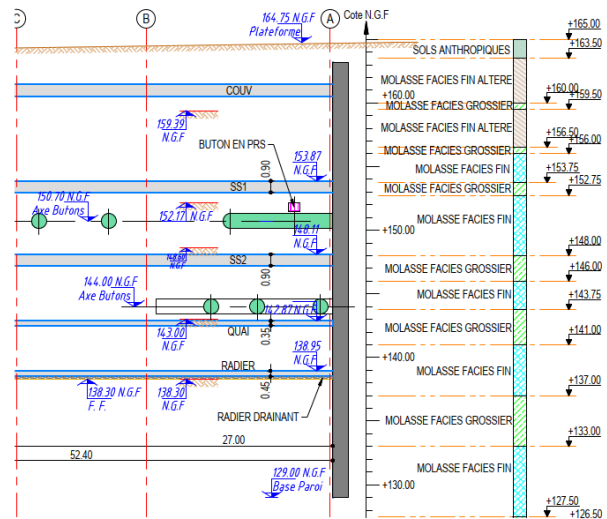 C
B
A
164.75 N.G.F
Plateforme
Cote N.G.F
+165.00
+163.50
SOLS ANTHROPIQUES
MOLASSE FACIES FIN ALTERE
COUV
+160.00
+160.00
MOLASSE FACIES GROSSIER
+159.50
159.39
N.G.F
MOLASSE FACIES FIN ALTERE
BUTON EN PRS
+156.50
MOLASSE FACIES GROSSIER
+156.00
0.90
153.87
N.G.F
MOLASSE FACIES FIN
+153.75
SS1
MOLASSE FACIES GROSSIER
+152.75
150.70 N.G.F
Axe Butons
152.17 N.G.F
MOLASSE FACIES FIN
+150.00
148.11
N.G.F
+148.00
SS2
N.G.F
MOLASSE FACIES GROSSIER
+146.00
0.90
144.00 N.G.F
Axe Butons
MOLASSE FACIES FIN
+143.75
142.87 N.G.F
143.00
N.G.F
QUAI
0.35
MOLASSE FACIES GROSSIER
+141.00
+140.00
138.95
N.G.F
RADIER
MOLASSE FACIES FIN
0.45
138.30 N.G.F
F. F.
138.30
N.G.F
+137.00
RADIER DRAINANT
MOLASSE FACIES GROSSIER
+133.00
27.00
52.40
MOLASSE FACIES FIN
129.00 N.G.F
Base Paroi
+130.00
+127.50
+126.50